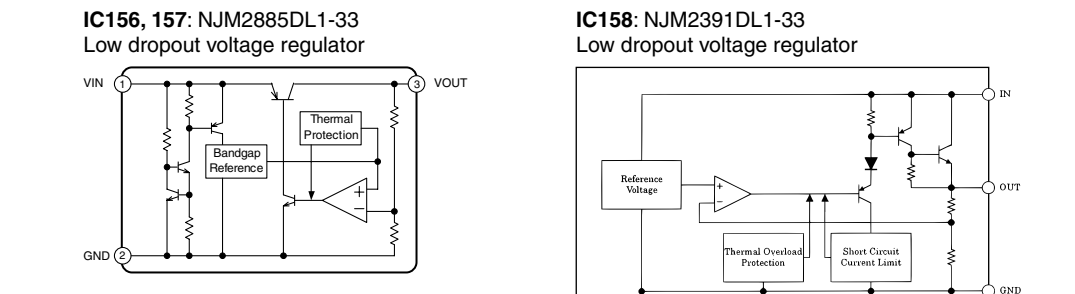 IC156, 157: NJM2885DL1-33
Low dropout voltage regulator
VIN
1
3
VOUT
Thermal
Protection
Bandgap
Reference
+
−
GND
2
IC158: NJM2391DL1-33
Low dropout voltage regulator
IN
Reference
Voltage
+
−
OUT
Thermal Overload
Protection
Short Circuit
Current Limit
GND